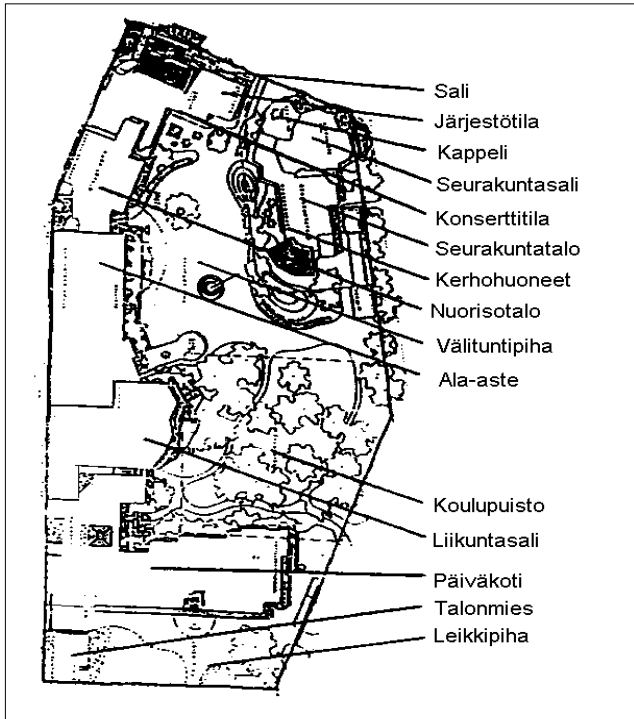 Sali
Järjestötila
Kappeli
Seurakuntasali
Konserttitila
Seurakuntatalo
Kerhohuoneet
Nuorisotalo
Välituntipiha
Ala-aste
Koulupuisto
Liikuntasali
Päiväkoti
Talonmies
Leikkipiha